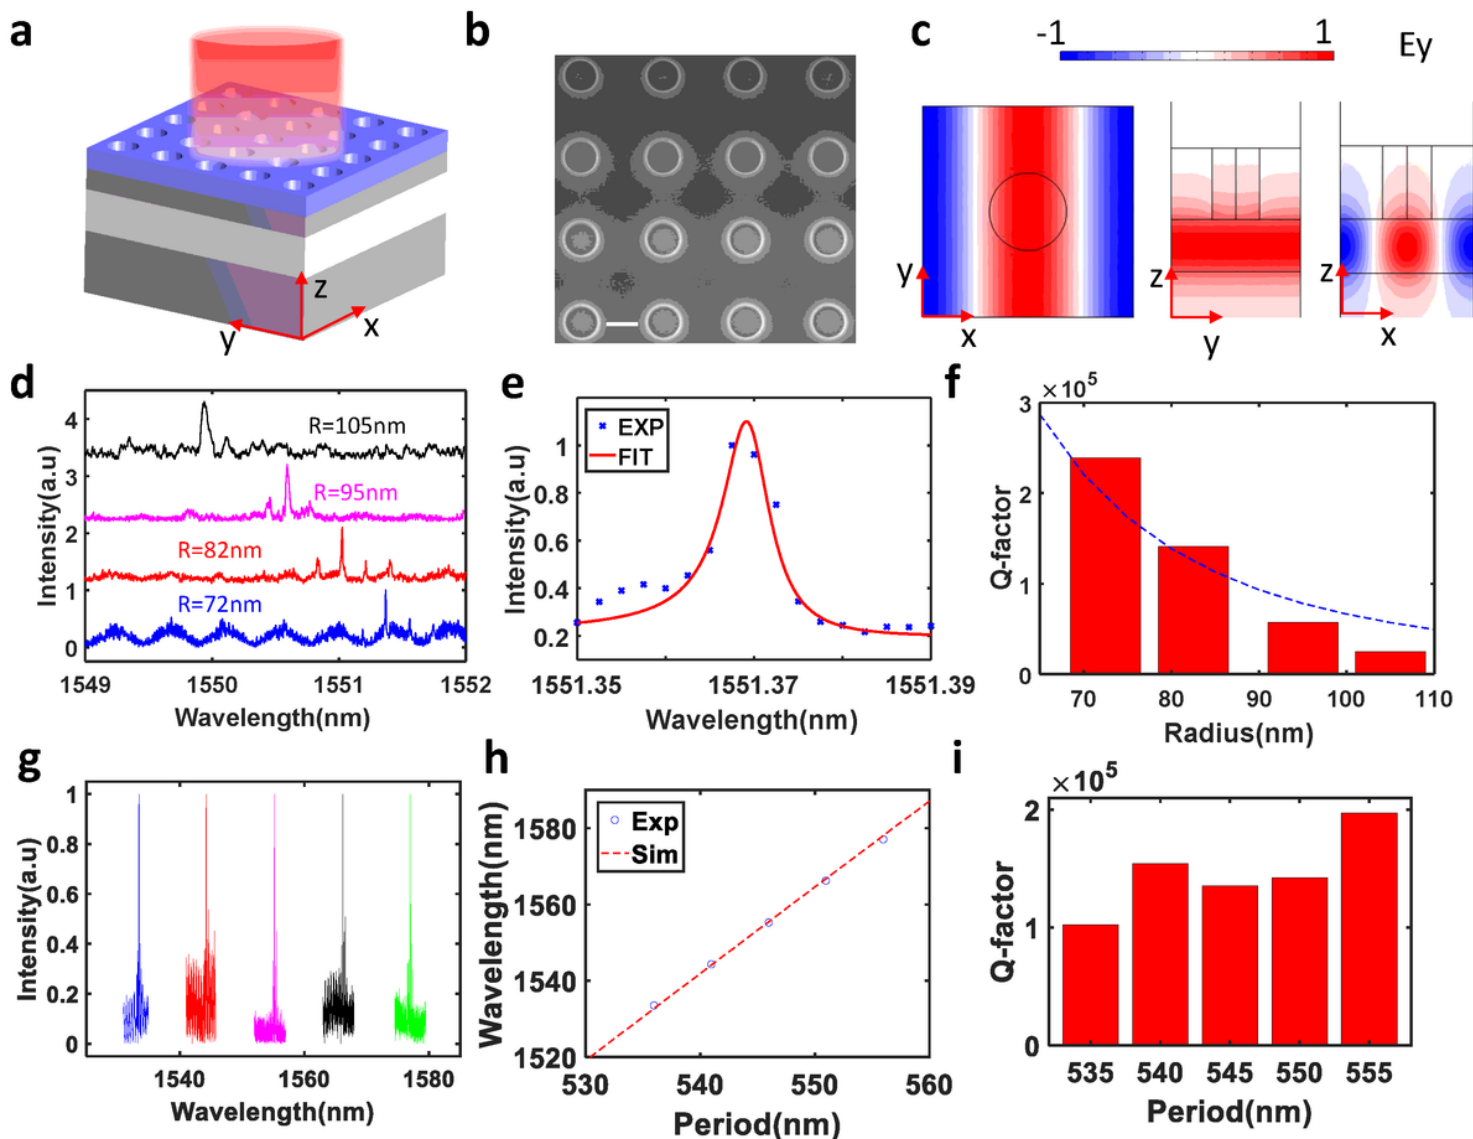 a
z
y
x
b
c
-1
1
Ey
y
x
z
y
z
x
d
Intensity(a.u)
4
3
2
1
0
R=105nm
R=95nm
R=82nm
R=72nm
1549
1550
1551
1552
Wavelength(nm)
e
Intensity(a.u)
1
0.8
0.6
0.4
0.2
EXP
FIT
1551.35
1551.37
1551.39
Wavelength(nm)
f
×10⁵
Q-factor
3
2
1
0
70
80
90
100
110
Radius(nm)
g
Intensity(a.u)
1
0.8
0.6
0.4
0.2
0
1540
1560
1580
Wavelength(nm)
h
Wavelength(nm)
1580
1560
1540
1520
Exp
Sim
530
540
550
560
Period(nm)
i
×10⁵
Q-factor
2
1
0
535
540
545
550
555
Period(nm)